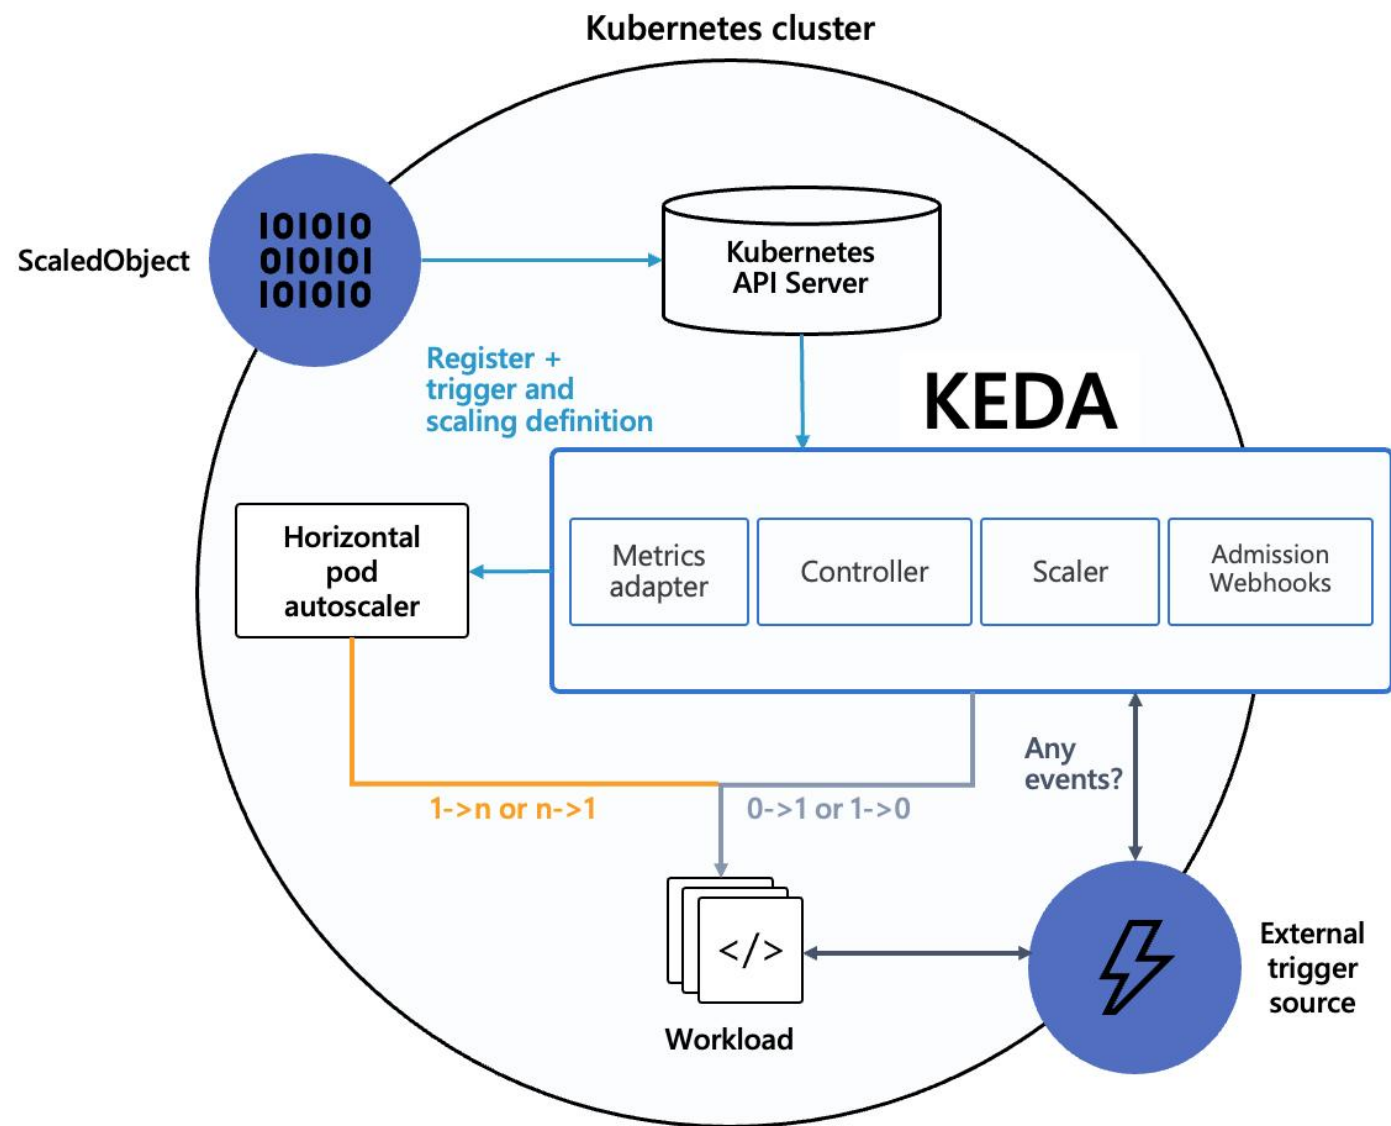 Kubernetes cluster
ScaledObject
101010
010101
101010
Kubernetes
API Server
Register +
trigger and
scaling definition
KEDA
Horizontal
pod
autoscaler
Metrics
adapter
Controller
Scaler
Admission
Webhooks
Any
events?
1->n or n->1
0->1 or 1->0
</>
Workload
External
trigger
source